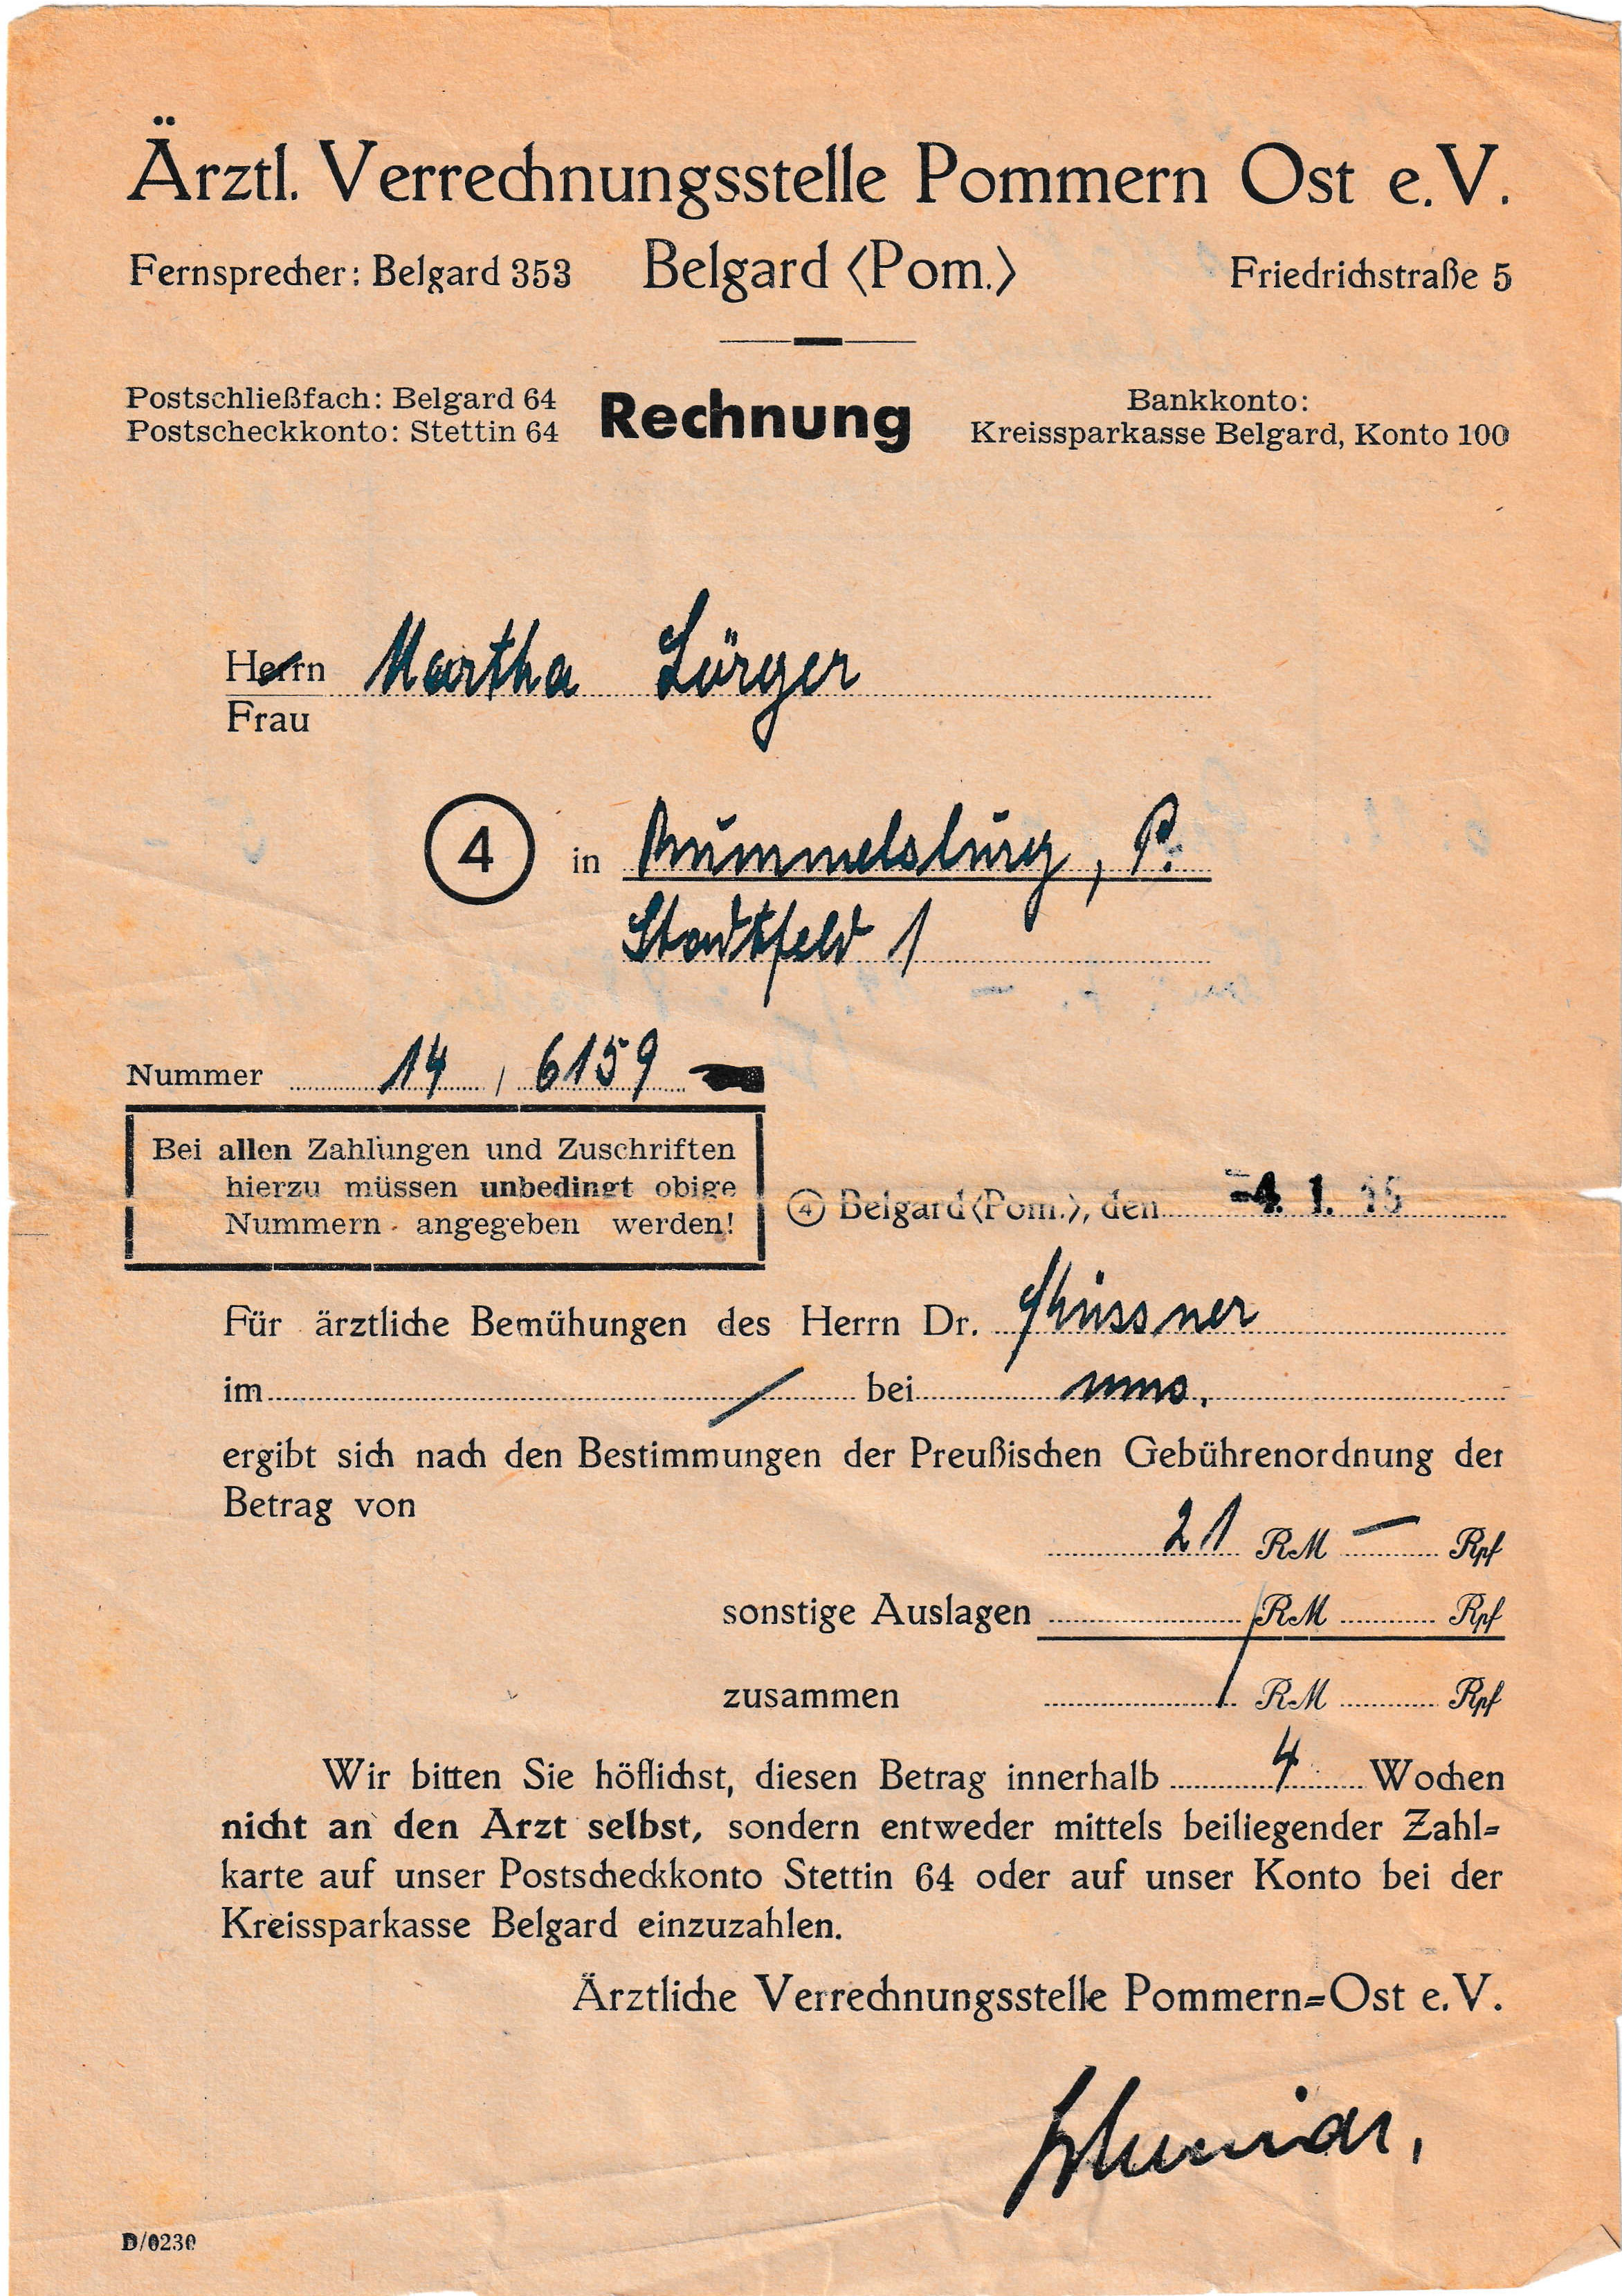 Ärztl. Verrechnungsstelle Pommern Ost e. V.
Fernsprecher: Belgard 353 Belgard (Pom.) Friedrichstraße 5
Postschließfach: Belgard 64
Postscheckkonto: Stettin 64
Rechnung
Bankkonto:
Kreissparkasse Belgard, Konto 100
Herrn Martha Lürger
Frau
4 in Rummelsburg, P.
Stadtfeld 1
Nummer 14 / 6159
Bei allen Zahlungen und Zuschriften
hierzu müssen unbedingt obige
Nummern angegeben werden!
4 Belgard (Pom.), den -4. 1.
Für ärztliche Bemühungen des Herrn Dr.
im / bei
ergibt sich nach den Bestimmungen der Preußischen Gebührenordnung der
Betrag von
21 RM — Rpf
sonstige Auslagen RM Rpf
zusammen RM Rpf
Wir bitten Sie höflichst, diesen Betrag innerhalb 4 Wochen
nicht an den Arzt selbst, sondern entweder mittels beiliegender Zahl=
karte auf unser Postscheckkonto Stettin 64 oder auf unser Konto bei der
Kreissparkasse Belgard einzuzahlen.
Ärztliche Verrechnungsstelle Pommern=Ost e. V.
D/0230